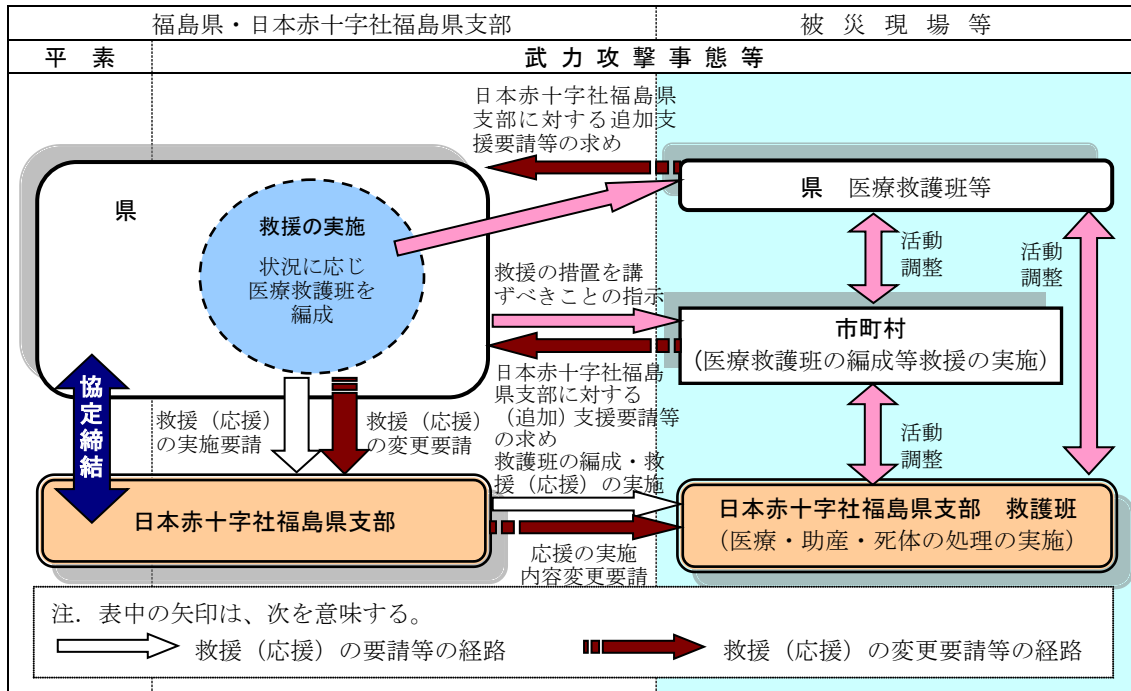 福島県・日本赤十字社福島県支部
被災現場等
平素
武力攻撃事態等
日本赤十字社福島県
支部に対する追加支
援要請等の求め
県
救援の実施
状況に応じ
医療救護班を
編成
県 医療救護班等
活動
調整
活動
調整
救援の措置を講
ずべきことの指示
市町村
(医療救護班の編成等救援の実施)
日本赤十字社福島
県支部に対する
(追加)支援要請等
の求め
協定締結
救援(応援)
の実施要請
救援(応援)
の変更要請
活動
調整
救護班の編成・救
援(応援)の実施
日本赤十字社福島県支部
日本赤十字社福島県支部 救護班
(医療・助産・死体の処理の実施)
応援の実施
内容変更要請
注．表中の矢印は、次を意味する。
救援(応援)の要請等の経路
救援(応援)の変更要請等の経路